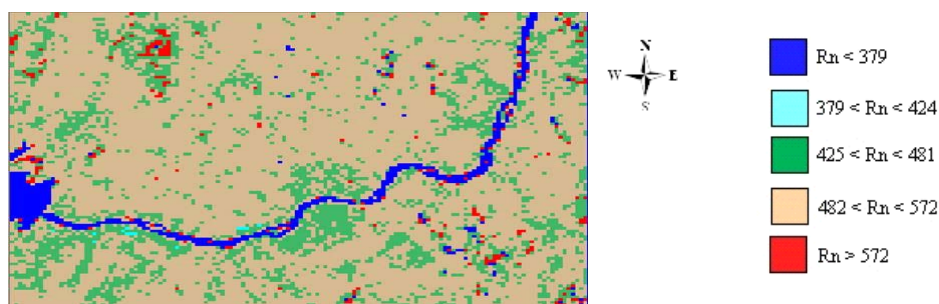 N
W E
S
Rn < 379
379 < Rn < 424
425 < Rn < 481
482 < Rn < 572
Rn > 572